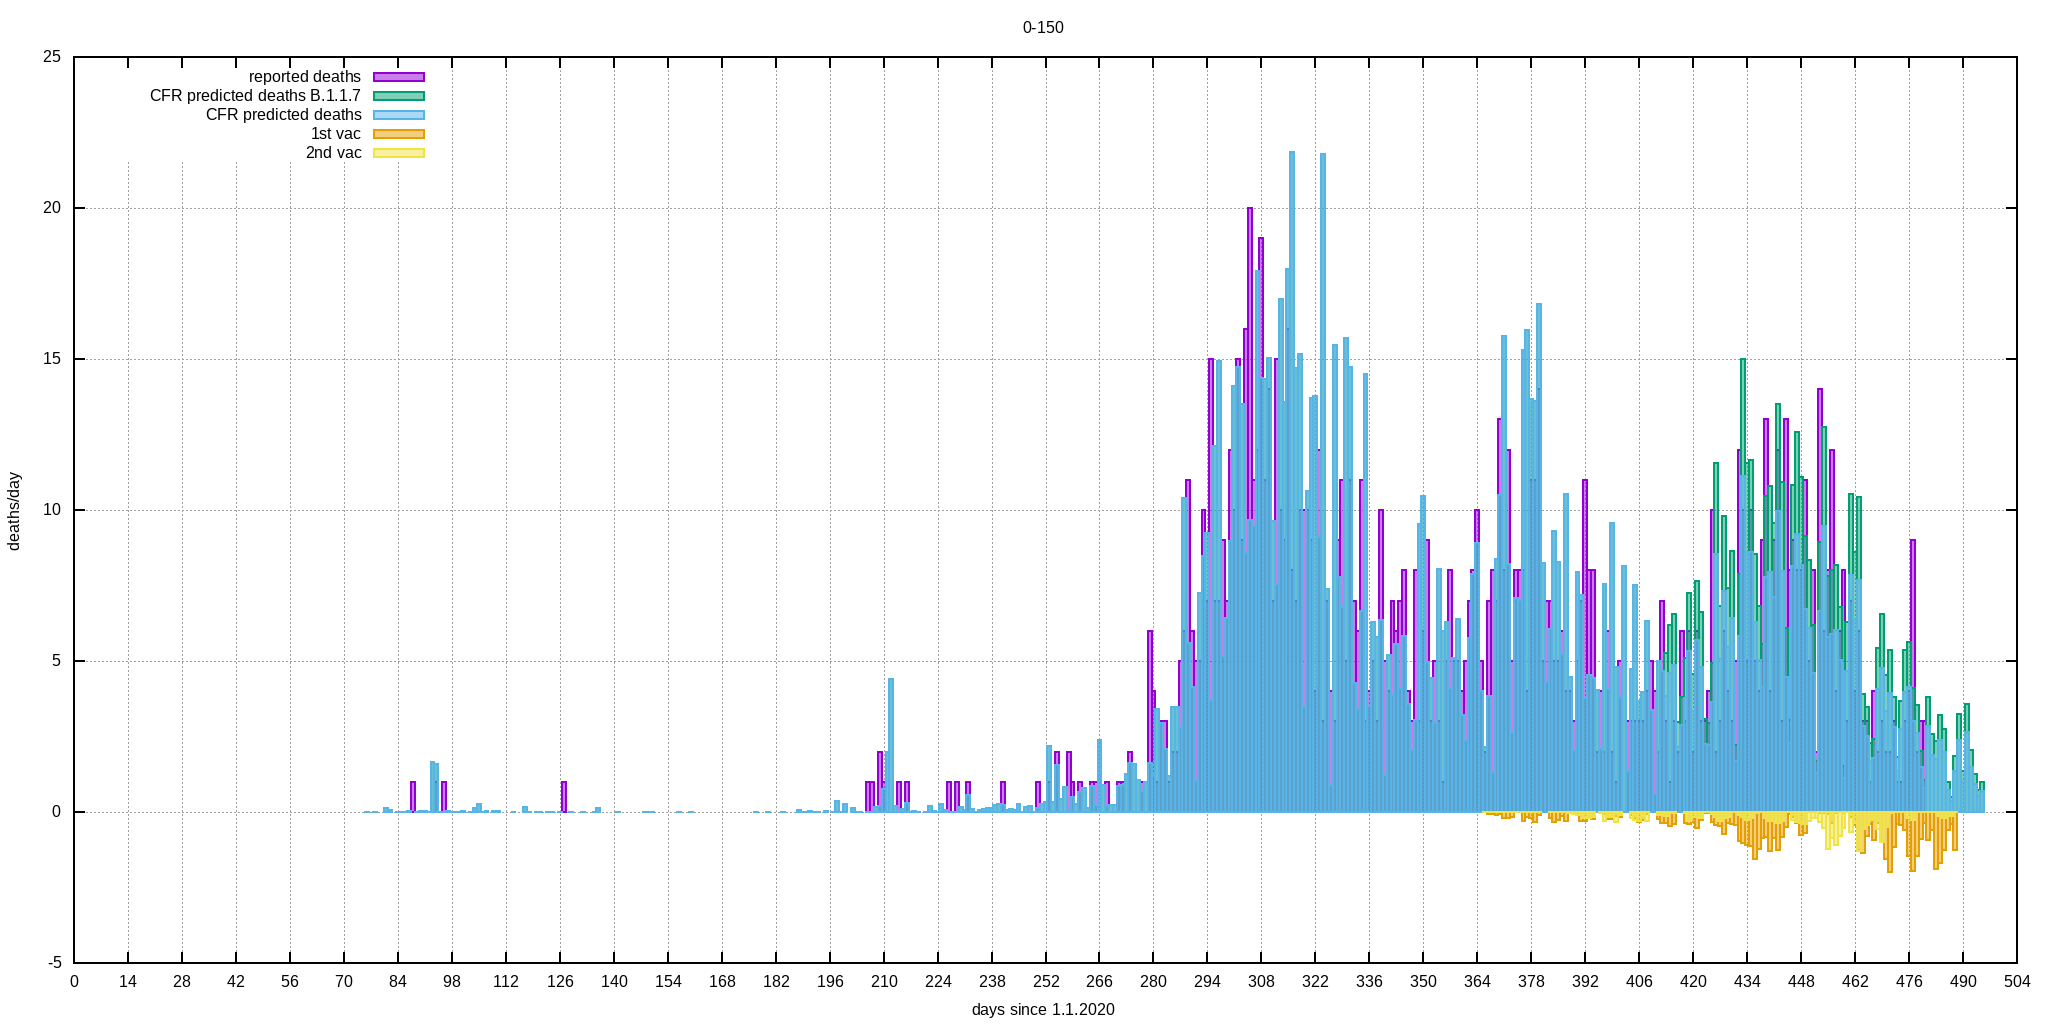 0-150
25
20
15
10
5
0
-5
deaths/day
reported deaths
CFR predicted deaths B.1.1.7
CFR predicted deaths
1st vac
2nd vac
0 14 28 42 56 70 84 98 112 126 140 154 168 182 196 210 224 238 252 266 280 294 308 322 336 350 364 378 392 406 420 434 448 462 476 490 504
days since 1.1.2020